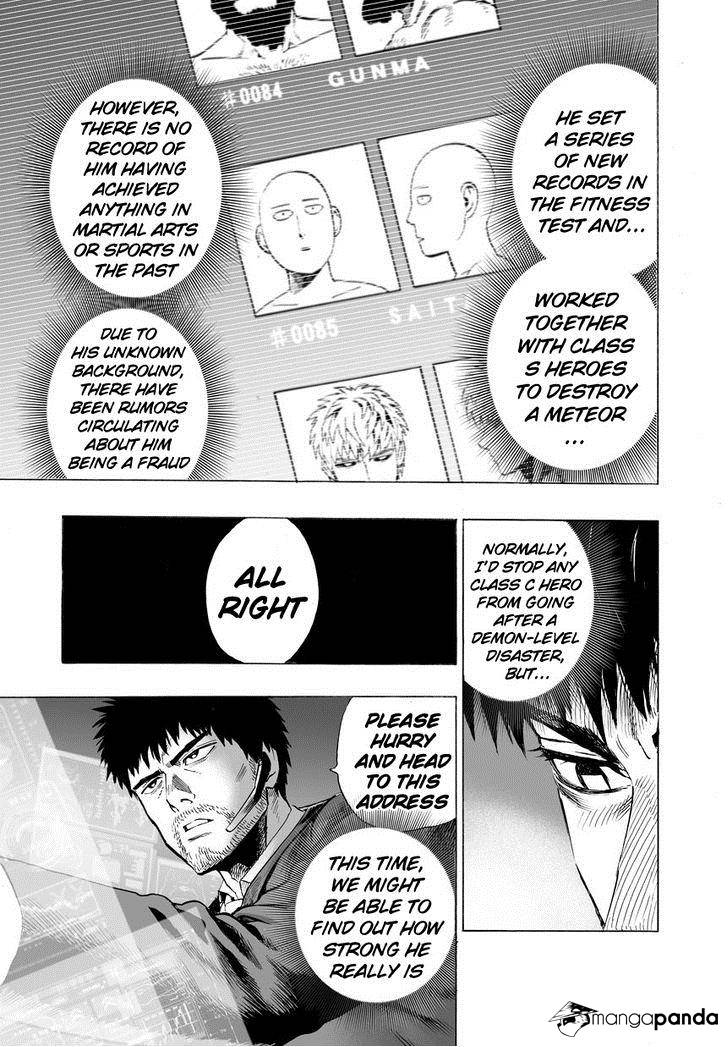 #0084 GUNMA
HE SET
A SERIES
OF NEW
RECORDS IN
THE FITNESS
TEST AND...
WORKED
TOGETHER
WITH CLASS
S HEROES
TO DESTROY
A METEOR
...
HOWEVER,
THERE IS NO
RECORD OF
HIM HAVING
ACHIEVED
ANYTHING IN
MARTIAL ARTS
OR SPORTS IN
THE PAST
#0085 SAIT
DUE TO
HIS UNKNOWN
BACKGROUND,
THERE HAVE
BEEN RUMORS
CIRCULATING
ABOUT HIM
BEING A FRAUD
NORMALLY,
I'D STOP ANY
CLASS C HERO
FROM GOING
AFTER A
DEMON-LEVEL
DISASTER,
BUT...
ALL
RIGHT
PLEASE
HURRY
AND HEAD
TO THIS
ADDRESS
THIS TIME,
WE MIGHT
BE ABLE TO
FIND OUT HOW
STRONG HE
REALLY IS
mangapanda